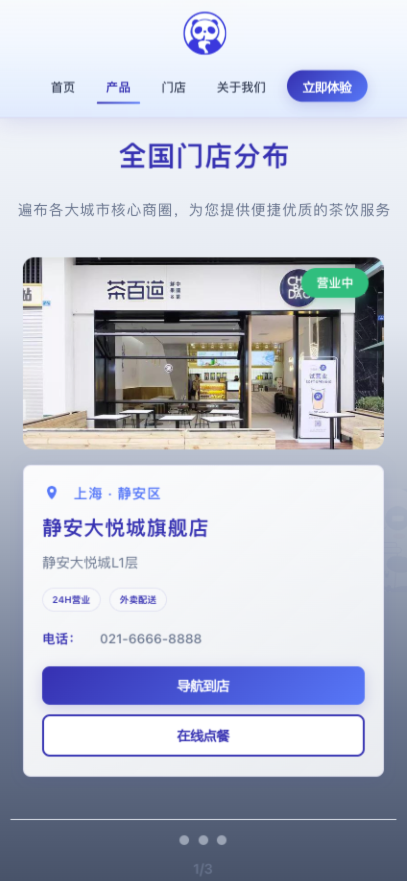 首页 产品 门店 关于我们 立即体验
全国门店分布
遍布各大城市核心商圈，为您提供便捷优质的茶饮服务
茶百道
营业中
上海 · 静安区
静安大悦城旗舰店
静安大悦城L1层
24H营业 外卖配送
电话： 021-6666-8888
导航到店
在线点餐
1/3